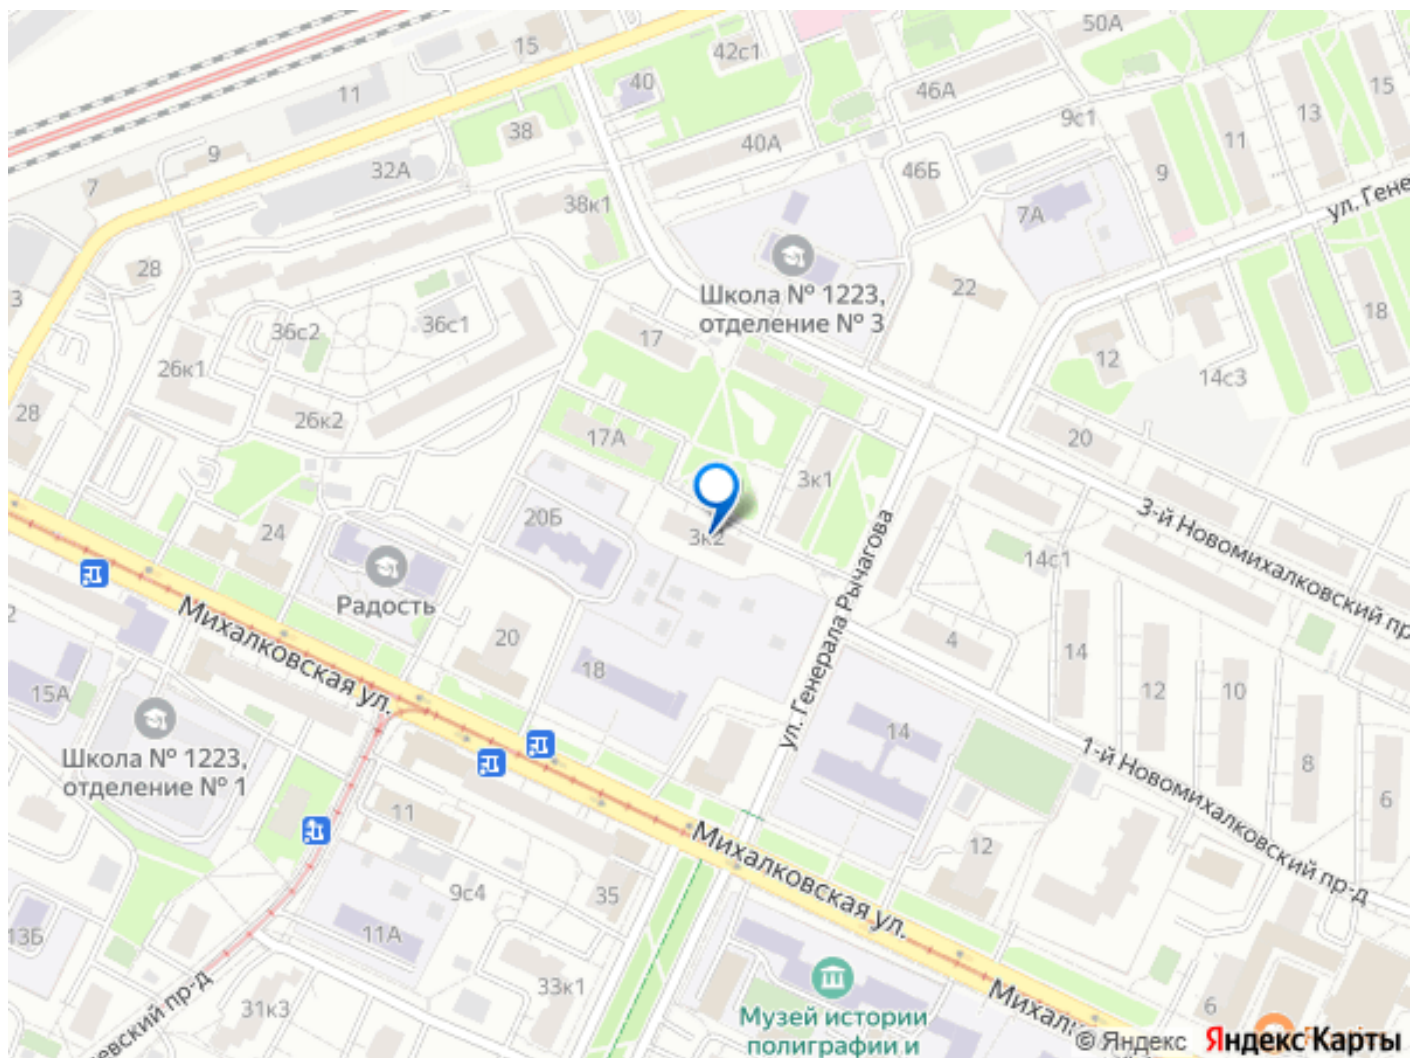 50А
15
42с1
40
11
46А
15
13
9с1
38
40А
11
9
32А
46Б
9
7
38к1
7А
ул. Гене
28
22
3
Школа № 1223,
отделение № 3
36с2
36с1
17
18
12
26к1
14с3
28
26к2
17А
20
3к1
20Б
3-й Новомихалковский пр-
24
3к2
14с1
Радость
Михалковская ул.
ул. Генерала Рычагова
2
20
4
14
18
12
10
15А
14
1-й Новомихалковский пр-д
Школа № 1223,
отделение № 1
8
6
11
Михалковская ул.
12
9с4
35
13Б
11А
33к1
31к3
евский пр-д
Музей истории
полиграфии и
6
Михал
© Яндекс
Яндекс Карты